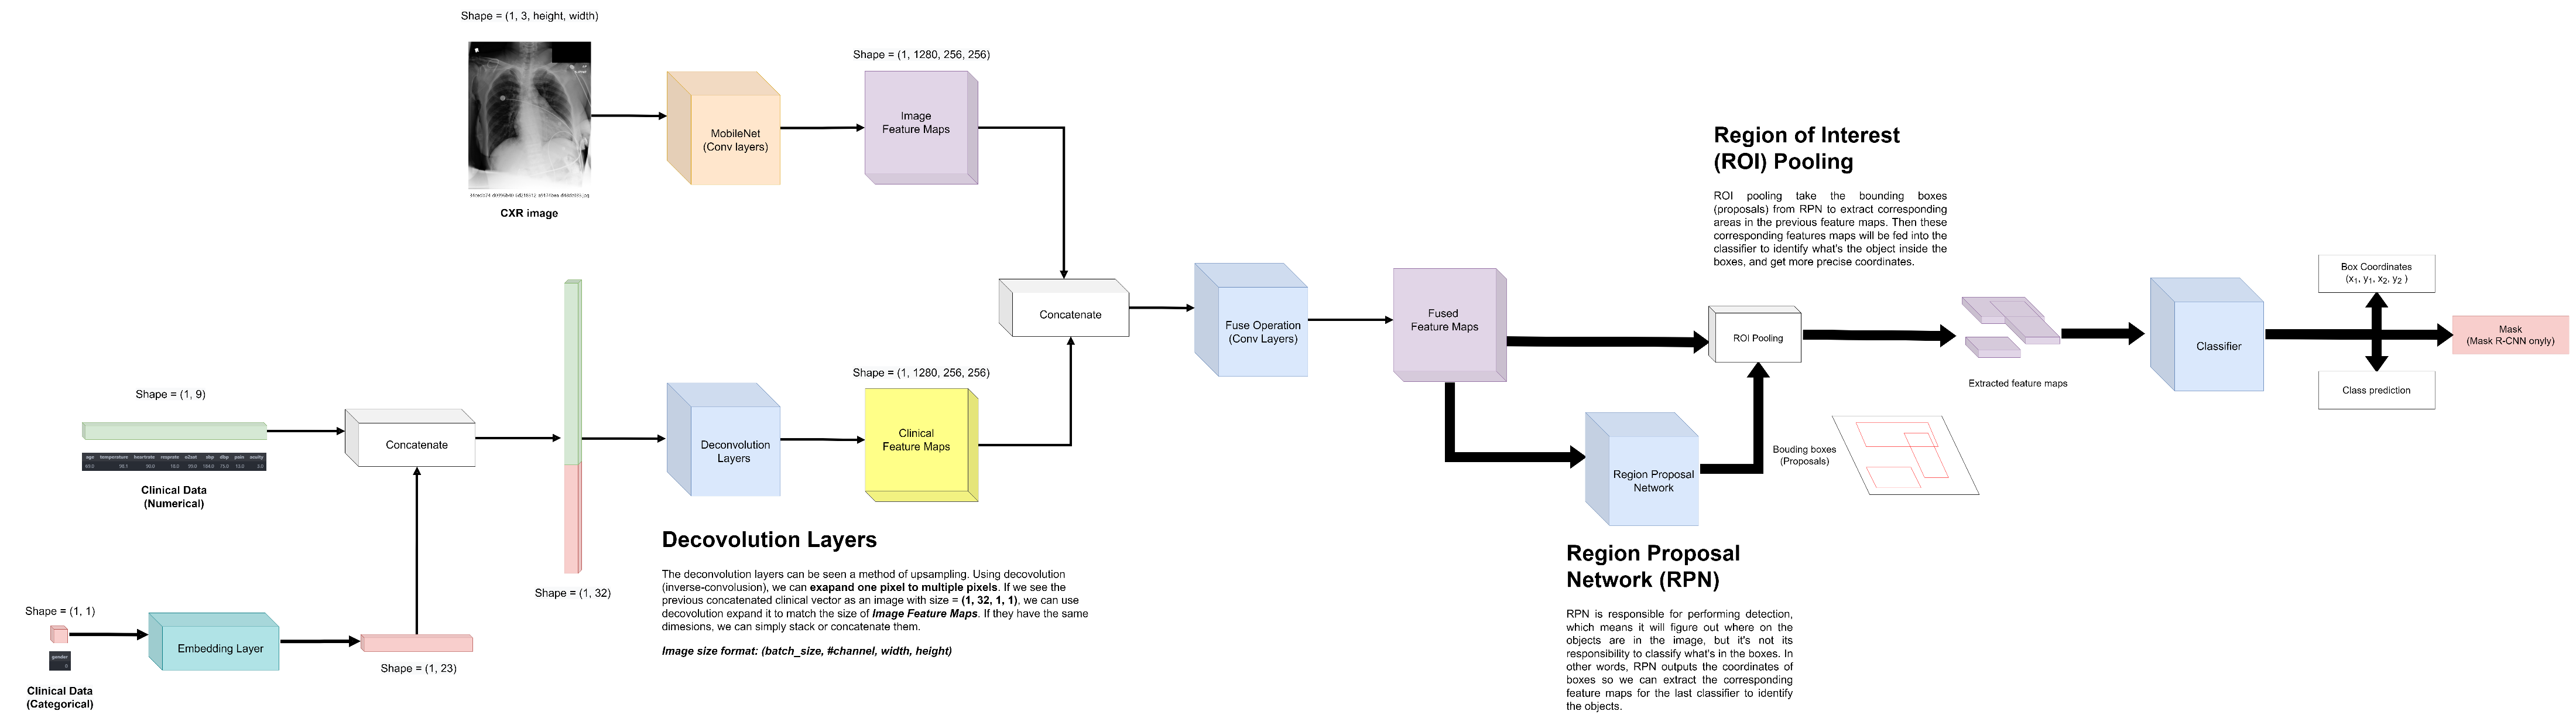 Shape = (1, 3, height, width)
CXR image
MobileNet
(Conv layers)
Shape = (1, 1280, 256, 256)
Image
Feature Maps
Shape = (1, 9)
age temperature heartrate resprate o2sat sbp dbp pain acuity
Clinical Data
(Numerical)
Concatenate
Shape = (1, 1)
gender
0
Clinical Data
(Categorical)
Embedding Layer
Shape = (1, 23)
Shape = (1, 32)
Deconvolution
Layers
Shape = (1, 1280, 256, 256)
Clinical
Feature Maps
Decovolution Layers
The deconvolution layers can be seen a method of upsampling. Using decovolution
(inverse-convolusion), we can exapand one pixel to multiple pixels. If we see the
previous concatenated clinical vector as an image with size = (1, 32, 1, 1), we can use
decovolution expand it to match the size of Image Feature Maps. If they have the same
dimesions, we can simply stack or concatenate them.
Image size format: (batch_size, #channel, width, height)
Concatenate
Fuse Operation
(Conv Layers)
Fused
Feature Maps
Region Proposal
Network
Region Proposal
Network (RPN)
RPN is responsible for performing detection,
which means it will figure out where on the
objects are in the image, but it's not its
responsibility to classify what's in the boxes. In
other words, RPN outputs the coordinates of
boxes so we can extract the corresponding
feature maps for the last classifier to identify
the objects.
Region of Interest
(ROI) Pooling
ROI pooling take the bounding boxes
(proposals) from RPN to extract corresponding
areas in the previous feature maps. Then these
corresponding features maps will be fed into the
classifier to identify what's the object inside the
boxes, and get more precise coordinates.
ROI Pooling
Bouding boxes
(Proposals)
Extracted feature maps
Classifier
Box Coordinates
(x₁, y₁, x₂, y₂ )
Class prediction
Mask
(Mask R-CNN onyly)